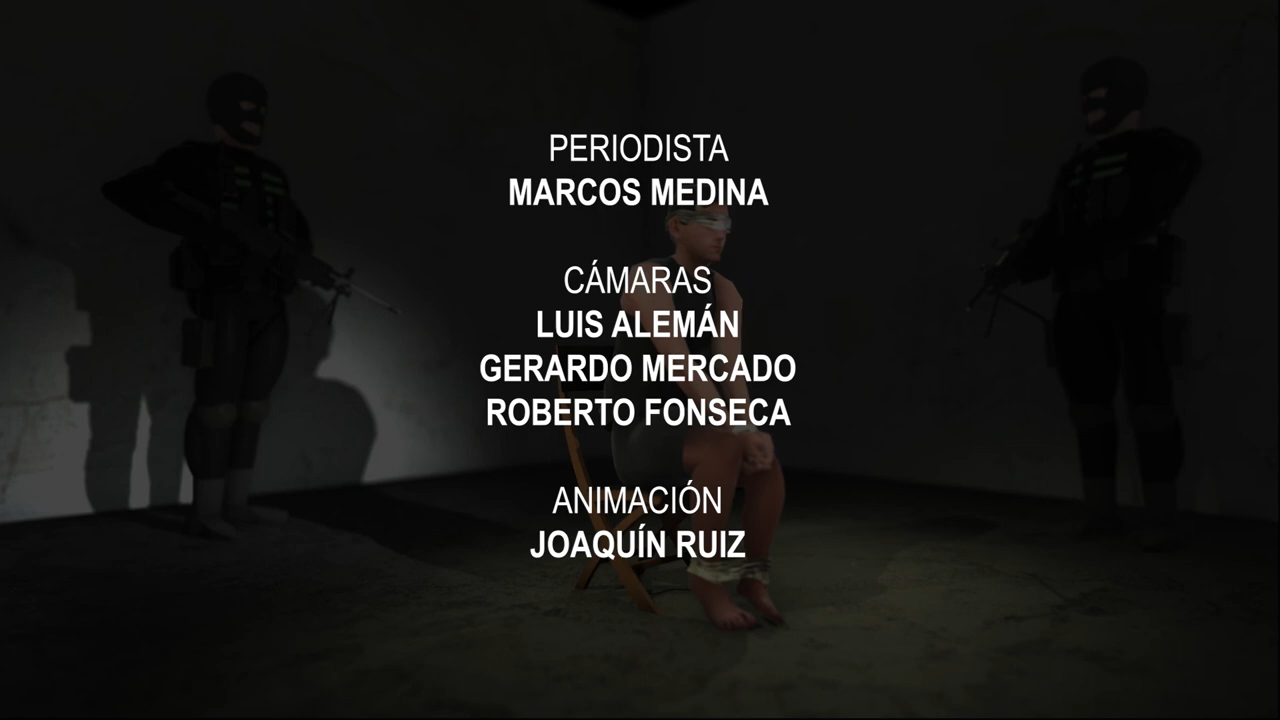 PERIODISTA
MARCOS MEDINA
CÁMARAS
LUIS ALEMÁN
GERARDO MERCADO
ROBERTO FONSECA
ANIMACIÓN
JOAQUÍN RUIZ